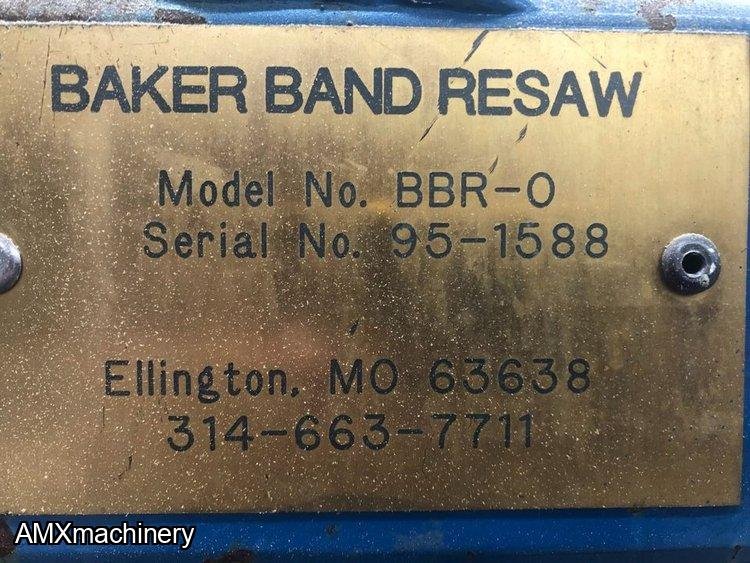 BAKER BAND RESAW
Model No. BBR-0
Serial No. 95-1588
Ellington, MO 63638
314-663-7711
AMXmachinery